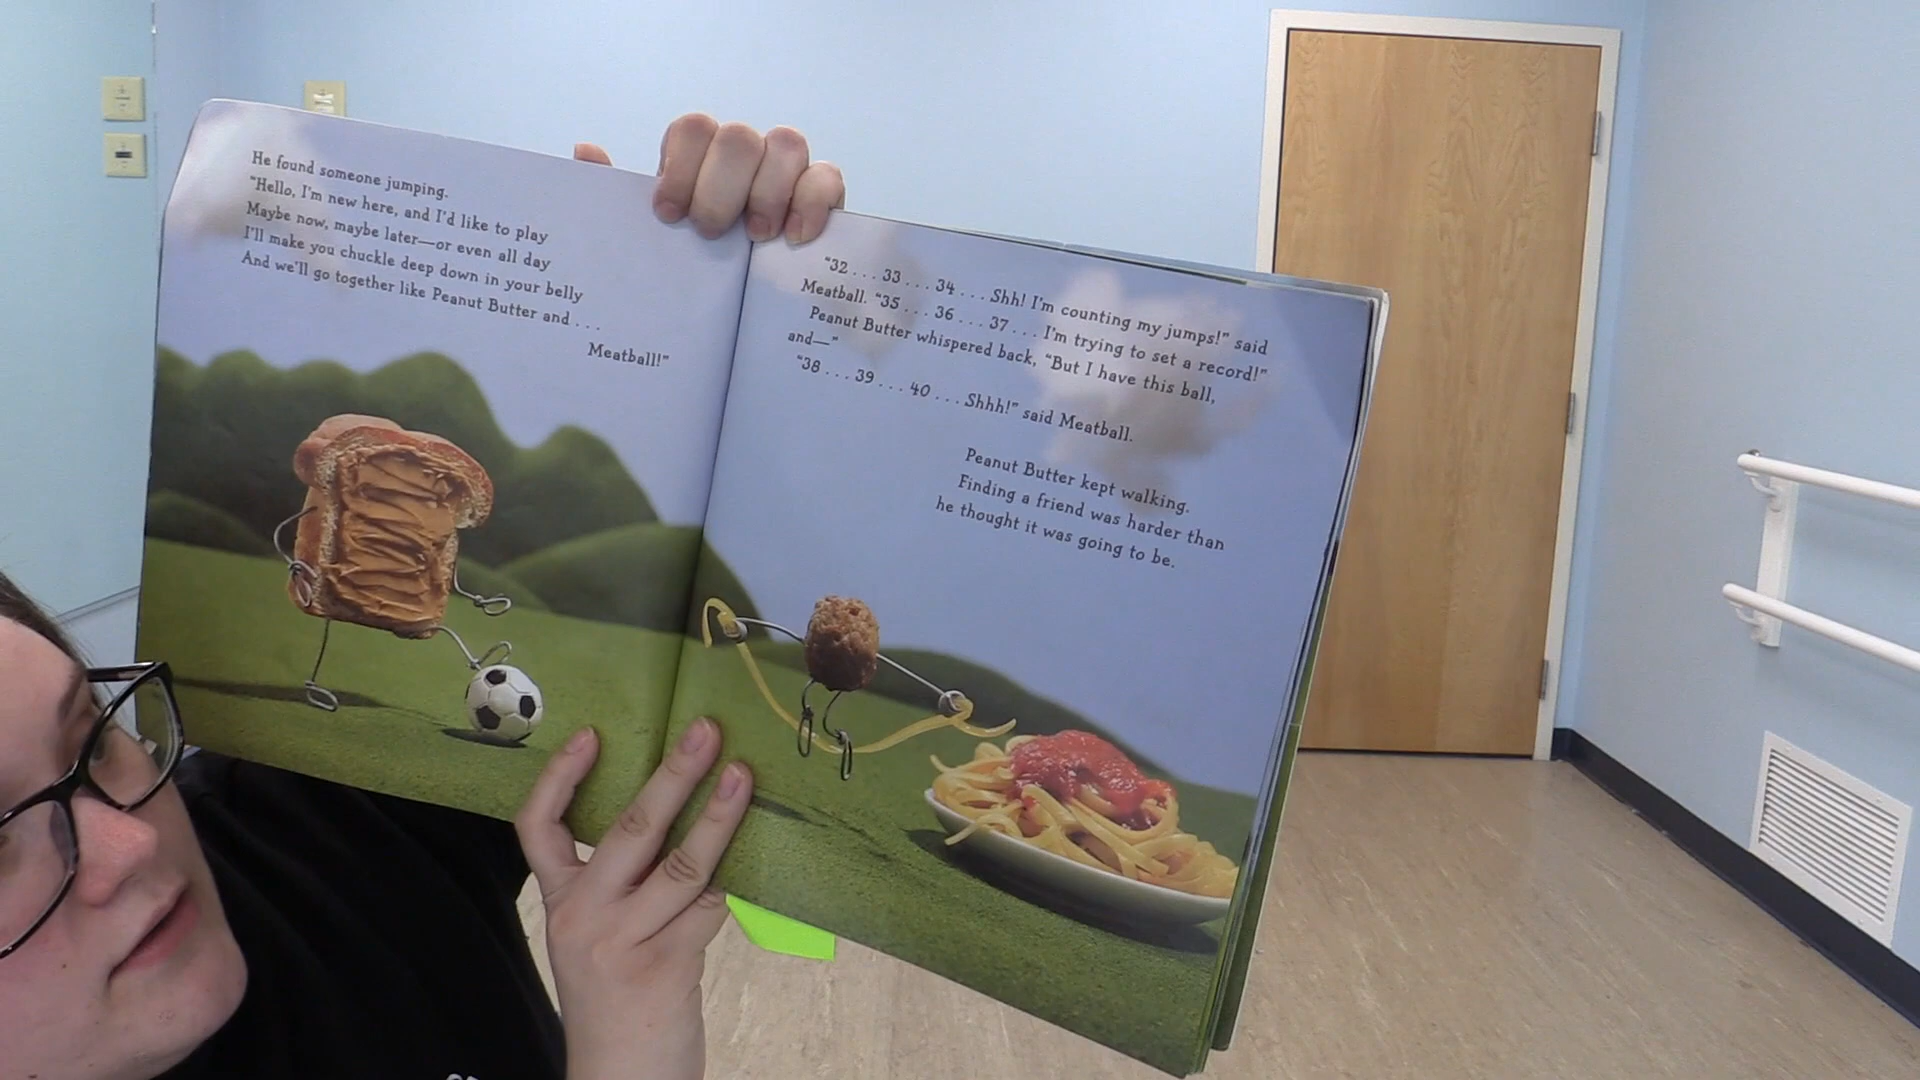 He found someone jumping.
"Hello, I'm new here, and I'd like to play
Maybe now, maybe later—or even all day
I'll make you chuckle deep down in your belly
And we'll go together like Peanut Butter and . . .
Meatball!"
"32 . . . 33 . . . 34 . . . Shh! I'm counting my jumps!" said
Meatball. "35 . . . 36 . . . 37 . . . I'm trying to set a record!"
Peanut Butter whispered back, "But I have this ball,
and—"
"38 . . . 39 . . . 40 . . . Shhh!" said Meatball.
Peanut Butter kept walking.
Finding a friend was harder than
he thought it was going to be.